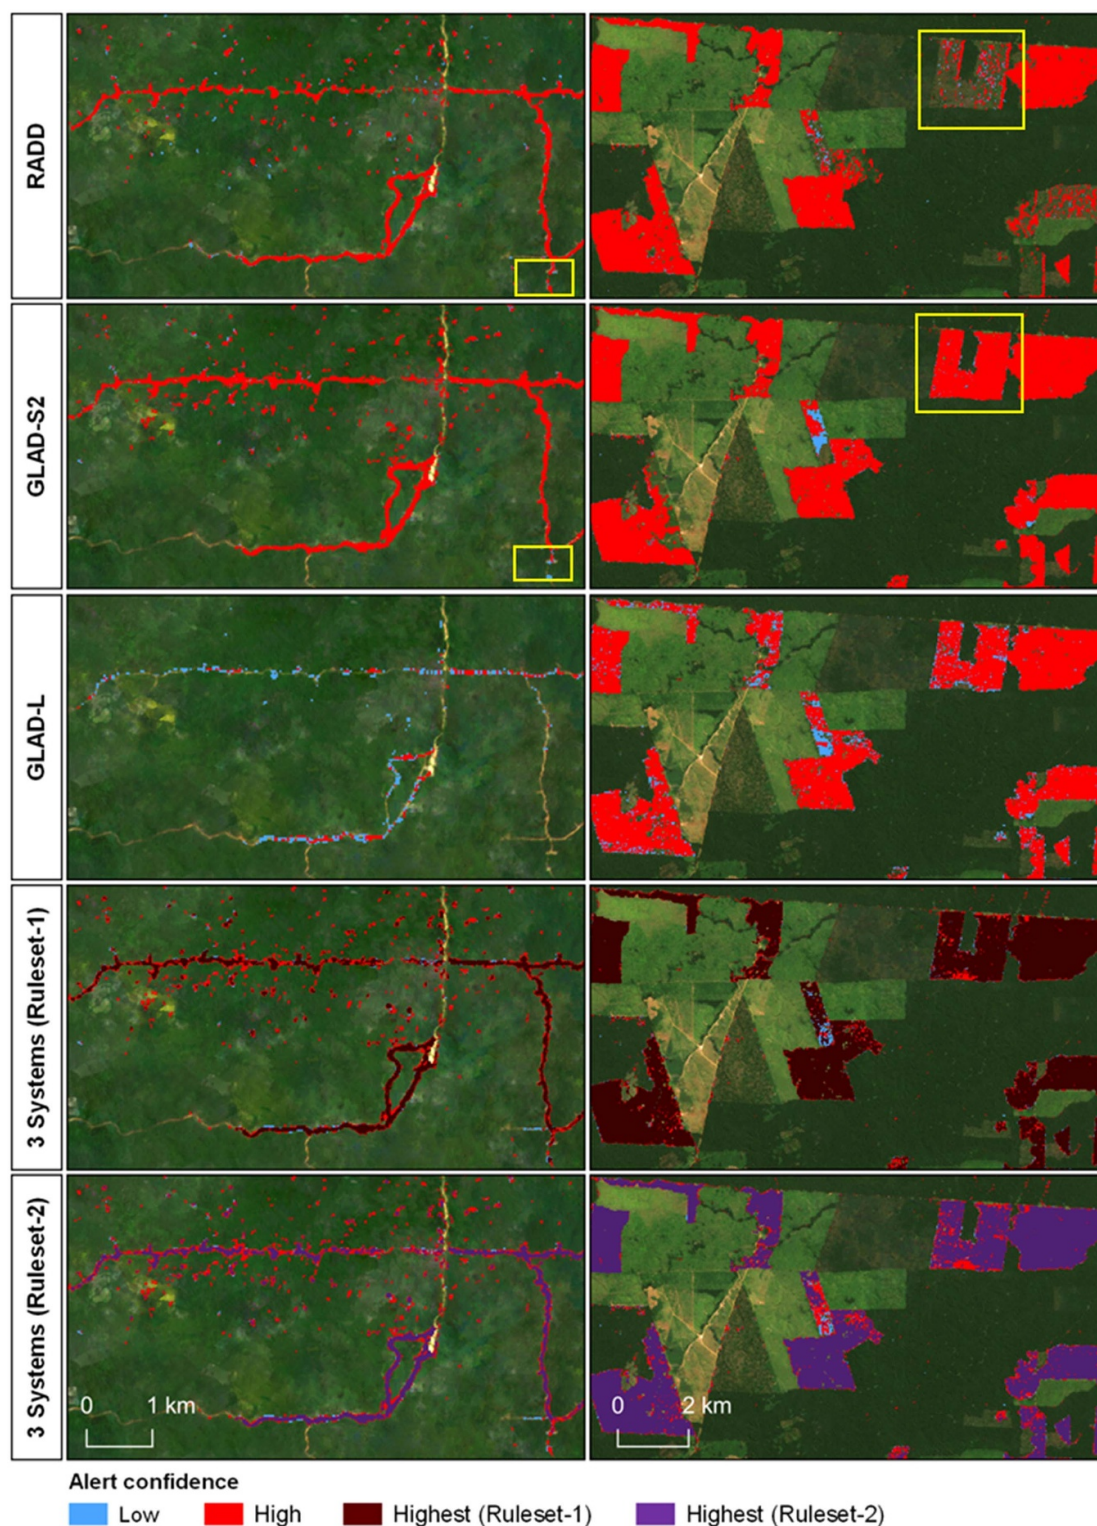 RADD
GLAD-S2
GLAD-L
3 Systems (Ruleset-1)
3 Systems (Ruleset-2)
0 1 km
0 2 km
Alert confidence
Low High Highest (Ruleset-1) Highest (Ruleset-2)